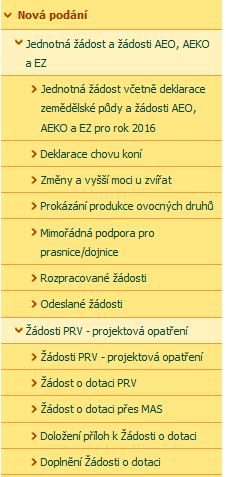 Nová podání
Jednotná žádost a žádosti AEO, AEKO
a EZ
Jednotná žádost včetně deklarace
zemědělské půdy a žádosti AEO,
AEKO a EZ pro rok 2016
Deklarace chovu koní
Změny a vyšší moci u zvířat
Prokázání produkce ovocných druhů
Mimořádná podpora pro
prasnice/dojnice
Rozpracované žádosti
Odeslané žádosti
Žádosti PRV - projektová opatření
Žádosti PRV - projektová opatření
Žádost o dotaci PRV
Žádost o dotaci přes MAS
Doložení příloh k Žádosti o dotaci
Doplnění Žádosti o dotaci